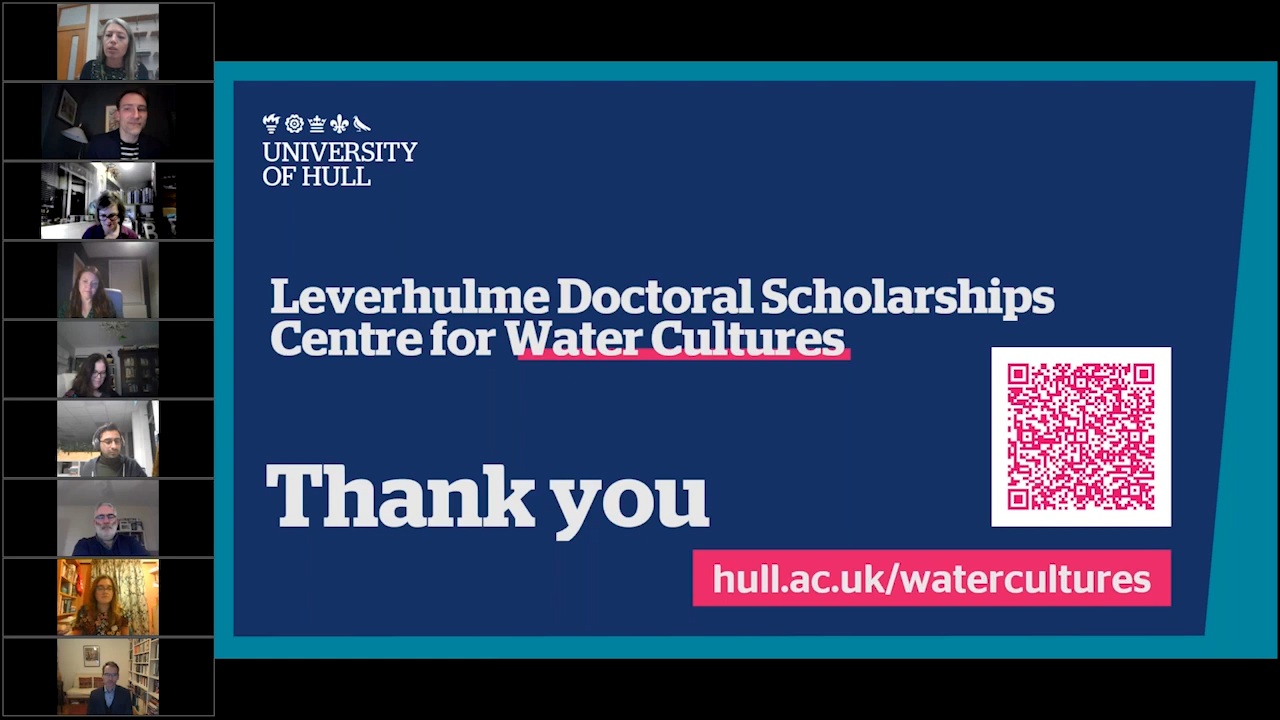 UNIVERSITY
OF HULL
Leverhulme Doctoral Scholarships
Centre for Water Cultures
Thank you
hull.ac.uk/watercultures